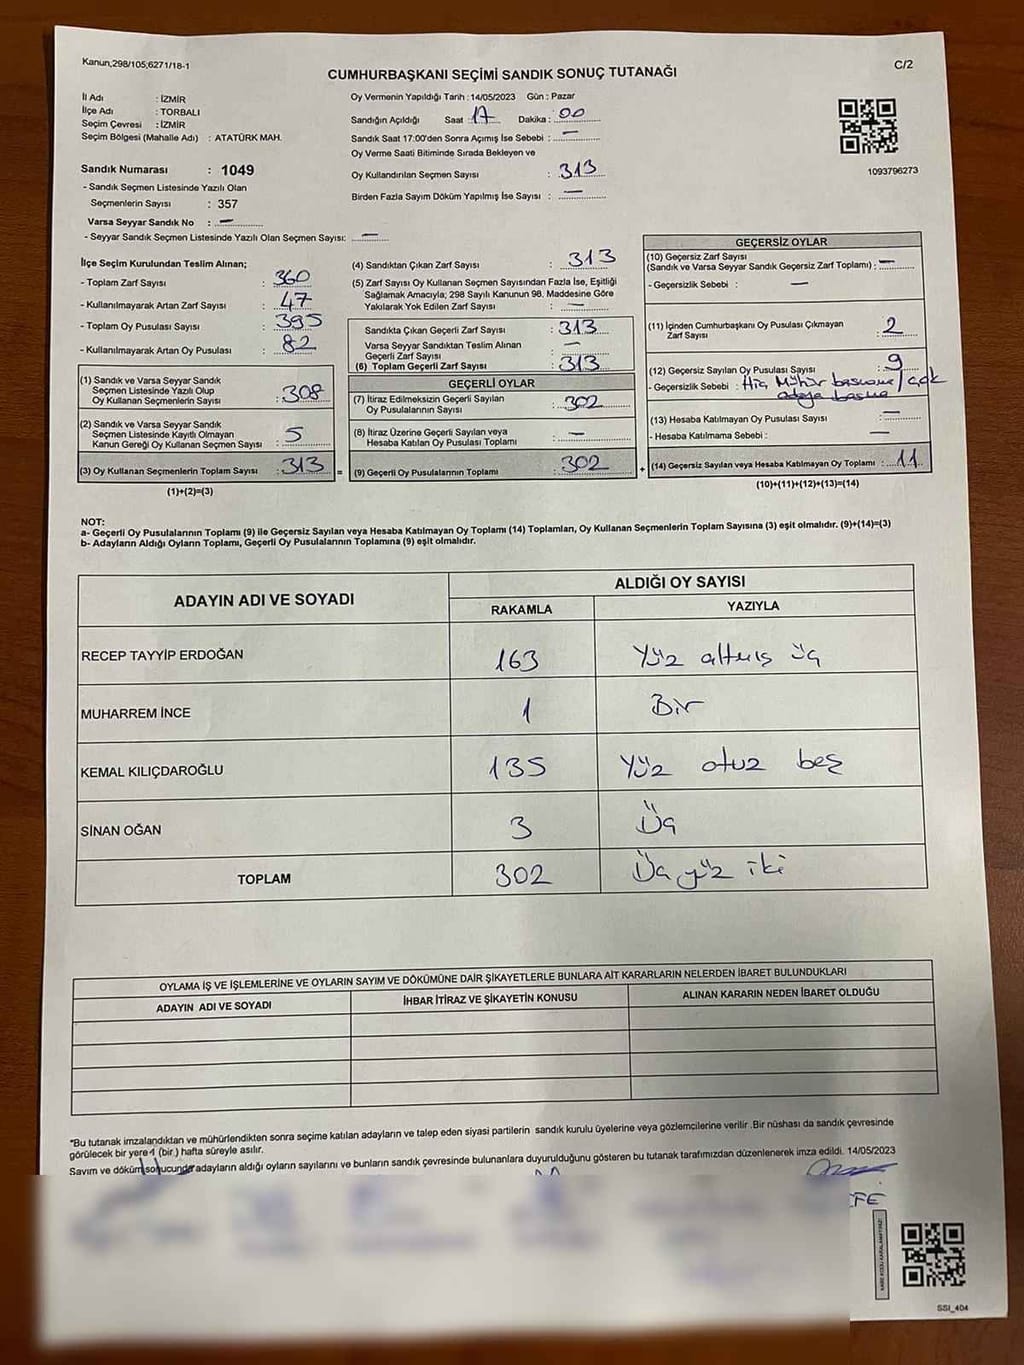 Kanun,298/105;6271/18-1
C/2
CUMHURBAŞKANI SEÇİMİ SANDIK SONUÇ TUTANAĞI
İl Adı : İZMİR
İlçe Adı : TORBALI
Seçim Çevresi : İZMİR
Seçim Bölgesi (Mahalle Adı) : ATATÜRK MAH.
Oy Vermenin Yapıldığı Tarih : 14/05/2023 Gün : Pazar
Sandığın Açıldığı Saat : 17 Dakika : 00
Sandık Saat 17:00'den Sonra Açımış İse Sebebi : —
Oy Verme Saati Bitiminde Sırada Bekleyen ve
Oy Kullandırılan Seçmen Sayısı : 313
Birden Fazla Sayım Döküm Yapılmış İse Sayısı : —
1093796273
Sandık Numarası : 1049
- Sandık Seçmen Listesinde Yazılı Olan
Seçmenlerin Sayısı : 357
Varsa Seyyar Sandık No : —
- Seyyar Sandık Seçmen Listesinde Yazılı Olan Seçmen Sayısı: —
İlçe Seçim Kurulundan Teslim Alınan;
- Toplam Zarf Sayısı : 360
- Kullanılmayarak Artan Zarf Sayısı : 47
- Toplam Oy Pusulası Sayısı : 395
- Kullanılmayarak Artan Oy Pusulası : 82
(1) Sandık ve Varsa Seyyar Sandık
Seçmen Listesinde Yazılı Olup
Oy Kullanan Seçmenlerin Sayısı : 308
(2) Sandık ve Varsa Seyyar Sandık
Seçmen Listesinde Kayıtlı Olmayan
Kanun Gereği Oy Kullanan Seçmen Sayısı : 5
(3) Oy Kullanan Seçmenlerin Toplam Sayısı : 313 =
(1)+(2)=(3)
(4) Sandıktan Çıkan Zarf Sayısı : 313
(5) Zarf Sayısı Oy Kullanan Seçmen Sayısından Fazla İse, Eşitliği
Sağlamak Amacıyla; 298 Sayılı Kanunun 98. Maddesine Göre
Yakılarak Yok Edilen Zarf Sayısı : —
Sandıkta Çıkan Geçerli Zarf Sayısı : 313
Varsa Seyyar Sandıktan Teslim Alınan
Geçerli Zarf Sayısı : —
(6) Toplam Geçerli Zarf Sayısı : 313
GEÇERLİ OYLAR
(7) İtiraz Edilmeksizin Geçerli Sayılan
Oy Pusulalarının Sayısı : 302
(8) İtiraz Üzerine Geçerli Sayılan veya
Hesaba Katılan Oy Pusulası Toplamı : —
(9) Geçerli Oy Pusulalarının Toplamı : 302 +
GEÇERSİZ OYLAR
(10) Geçersiz Zarf Sayısı
(Sandık ve Varsa Seyyar Sandık Geçersiz Zarf Toplamı) : —
- Geçersizlik Sebebi : —
(11) İçinden Cumhurbaşkanı Oy Pusulası Çıkmayan
Zarf Sayısı : 2
(12) Geçersiz Sayılan Oy Pusulası Sayısı : 9
- Geçersizlik Sebebi : Hiç Mühür basmama / çok
adaya basma
(13) Hesaba Katılmayan Oy Pusulası Sayısı : —
- Hesaba Katılmama Sebebi : —
(14) Geçersiz Sayılan veya Hesaba Katılmayan Oy Toplamı : 11
(10)+(11)+(12)+(13)=(14)
NOT:
a- Geçerli Oy Pusulalarının Toplamı (9) ile Geçersiz Sayılan veya Hesaba Katılmayan Oy Toplamı (14) Toplamları, Oy Kullanan Seçmenlerin Toplam Sayısına (3) eşit olmalıdır. (9)+(14)=(3)
b- Adayların Aldığı Oyların Toplamı, Geçerli Oy Pusulalarının Toplamına (9) eşit olmalıdır.
ADAYIN ADI VE SOYADI
ALDIĞI OY SAYISI
RAKAMLA YAZIYLA
RECEP TAYYİP ERDOĞAN 163 Yüz altmış üç
MUHARREM İNCE 1 Bir
KEMAL KILIÇDAROĞLU 135 Yüz otuz beş
SİNAN OĞAN 3 Üç
TOPLAM 302 Üç yüz iki
OYLAMA İŞ VE İŞLEMLERİNE VE OYLARIN SAYIM VE DÖKÜMÜNE DAİR ŞİKAYETLERLE BUNLARA AİT KARARLARIN NELERDEN İBARET BULUNDUKLARI
ADAYIN ADI VE SOYADI İHBAR İTİRAZ VE ŞİKAYETİN KONUSU ALINAN KARARIN NEDEN İBARET OLDUĞU
*Bu tutanak imzalandıktan ve mühürlendikten sonra seçime katılan adayların ve talep eden siyasi partilerin sandık kurulu üyelerine veya gözlemcilerine verilir .Bir nüshası da sandık çevresinde
görülecek bir yere 1 (bir ) hafta süreyle asılır.
Sayım ve döküm sonucunda adayların aldığı oyların sayılarını ve bunların sandık çevresinde bulunanlara duyurulduğunu gösteren bu tutanak tarafımızdan düzenlenerek imza edildi. 14/05/2023
EFE
SSI_404